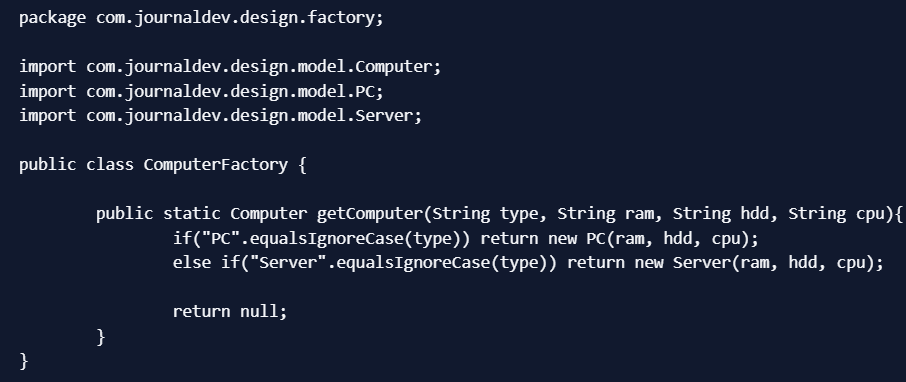 package com.journaldev.design.factory;
import com.journaldev.design.model.Computer;
import com.journaldev.design.model.PC;
import com.journaldev.design.model.Server;
public class ComputerFactory {
public static Computer getComputer(String type, String ram, String hdd, String cpu){
if("PC".equalsIgnoreCase(type)) return new PC(ram, hdd, cpu);
else if("Server".equalsIgnoreCase(type)) return new Server(ram, hdd, cpu);
return null;
}
}